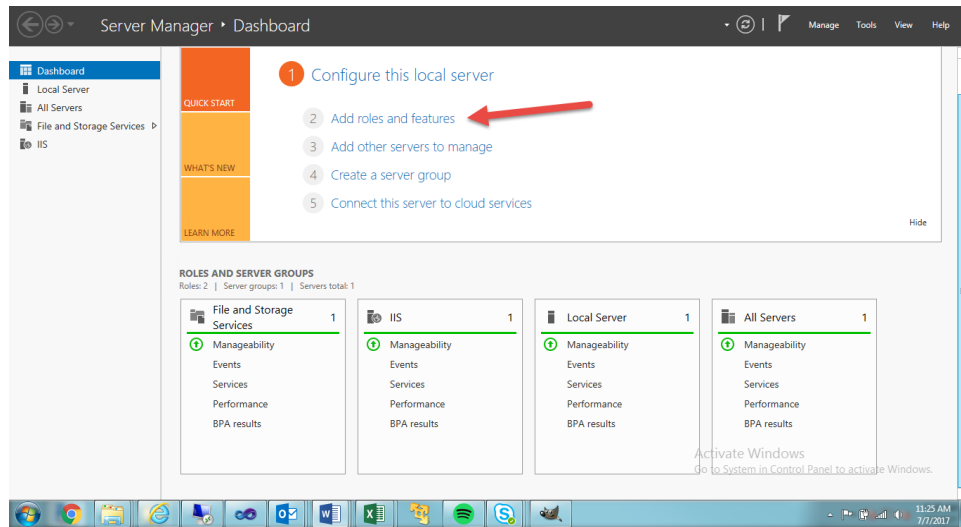 Server Manager ‣ Dashboard
Manage Tools View Help
Dashboard
Local Server
All Servers
File and Storage Services
IIS
QUICK START
WHAT'S NEW
LEARN MORE
1 Configure this local server
2 Add roles and features
3 Add other servers to manage
4 Create a server group
5 Connect this server to cloud services
Hide
ROLES AND SERVER GROUPS
Roles: 2 | Server groups: 1 | Servers total: 1
File and Storage Services 1
Manageability
Events
Services
Performance
BPA results
IIS 1
Manageability
Events
Services
Performance
BPA results
Local Server 1
Manageability
Events
Services
Performance
BPA results
All Servers 1
Manageability
Events
Services
Performance
BPA results
Activate Windows
Go to System in Control Panel to activate Windows.
11:25 AM
7/7/2017